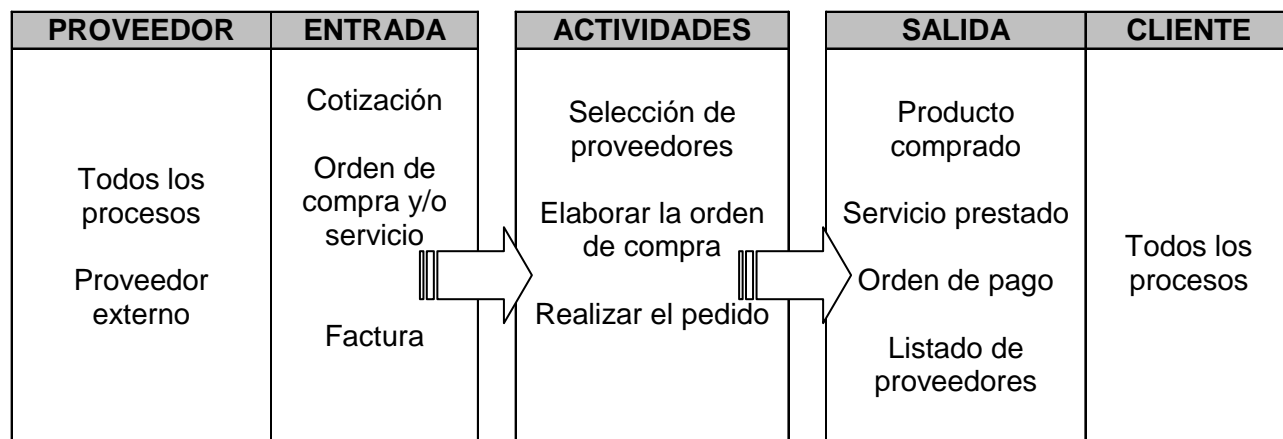 PROVEEDOR
ENTRADA
ACTIVIDADES
SALIDA
CLIENTE
Todos los
procesos
Proveedor
externo
Cotización
Orden de
compra y/o
servicio
Factura
Selección de
proveedores
Elaborar la orden
de compra
Realizar el pedido
Producto
comprado
Servicio prestado
Orden de pago
Listado de
proveedores
Todos los
procesos